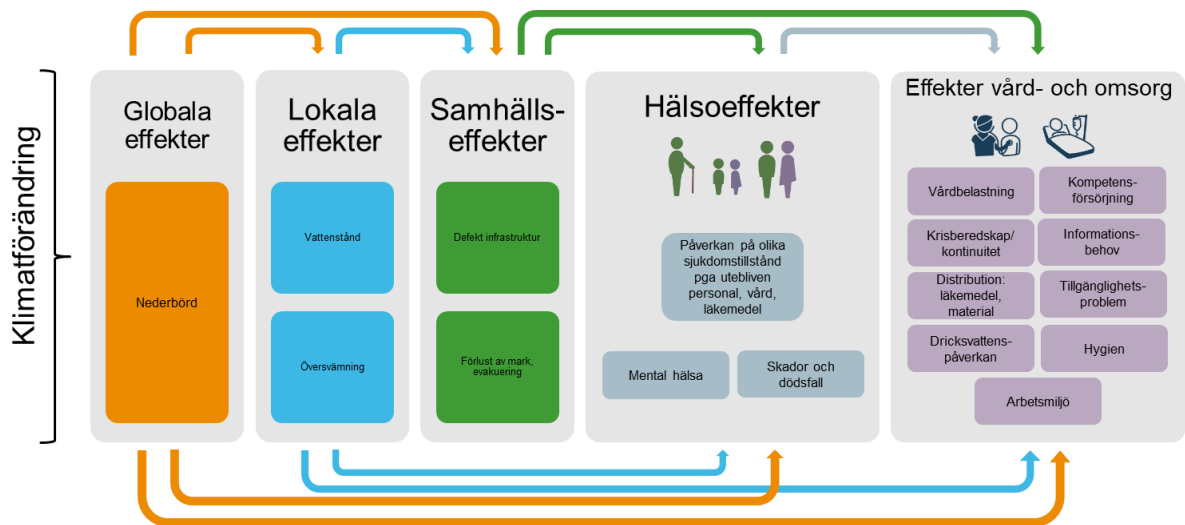 Klimatförändring
Globala
effekter
Nederbörd
Lokala
effekter
Vattenstånd
Översvämning
Samhälls-
effekter
Defekt infrastruktur
Förlust av mark,
evakuering
Hälsoeffekter
Påverkan på olika
sjukdomstillstånd
pga utebliven
personal, vård,
läkemedel
Mental hälsa
Skador och
dödsfall
Effekter vård- och omsorg
Vårdbelastning
Kompetens-
försörjning
Krisberedskap/
kontinuitet
Informations-
behov
Distribution:
läkemedel,
material
Tillgänglighets-
problem
Dricksvattens-
påverkan
Hygien
Arbetsmiljö